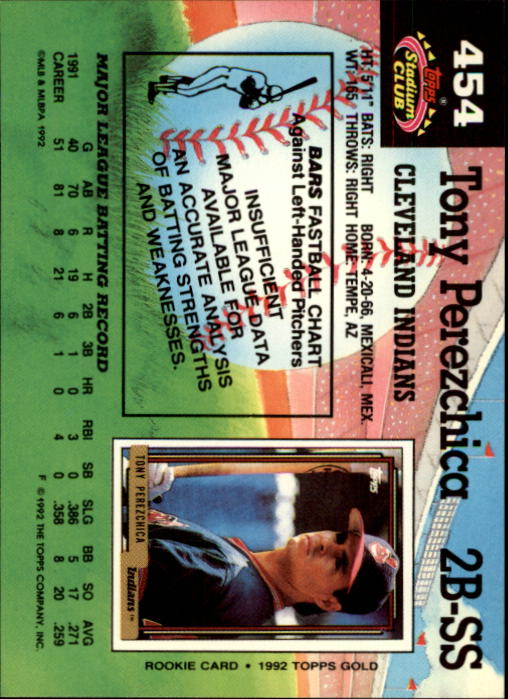 454
Topps®
Stadium
CLUB
Tony Perezchica 2B-SS
CLEVELAND INDIANS
HT: 5'11" BATS: RIGHT BORN: 4-20-66, MEXICALI, MEX.
WT: 165 THROWS: RIGHT HOME: TEMPE, AZ
BARS FASTBALL CHART
Against Left-Handed Pitchers
INSUFFICIENT
MAJOR LEAGUE DATA
AVAILABLE FOR
AN ACCURATE ANALYSIS
OF BATTING STRENGTHS
AND WEAKNESSES.
Topps
TONY PEREZCHICA
Indians™
ROOKIE CARD • 1992 TOPPS GOLD
MAJOR LEAGUE BATTING RECORD
G AB R H 2B 3B HR RBI SB SLG BB SO AVG
1991 40 70 6 19 6 1 0 3 0 .386 5 17 .271
CAREER 51 81 8 21 6 1 0 4 0 .358 8 20 .259
©MLB & MLBPA 1992
F © 1992 THE TOPPS COMPANY, INC.